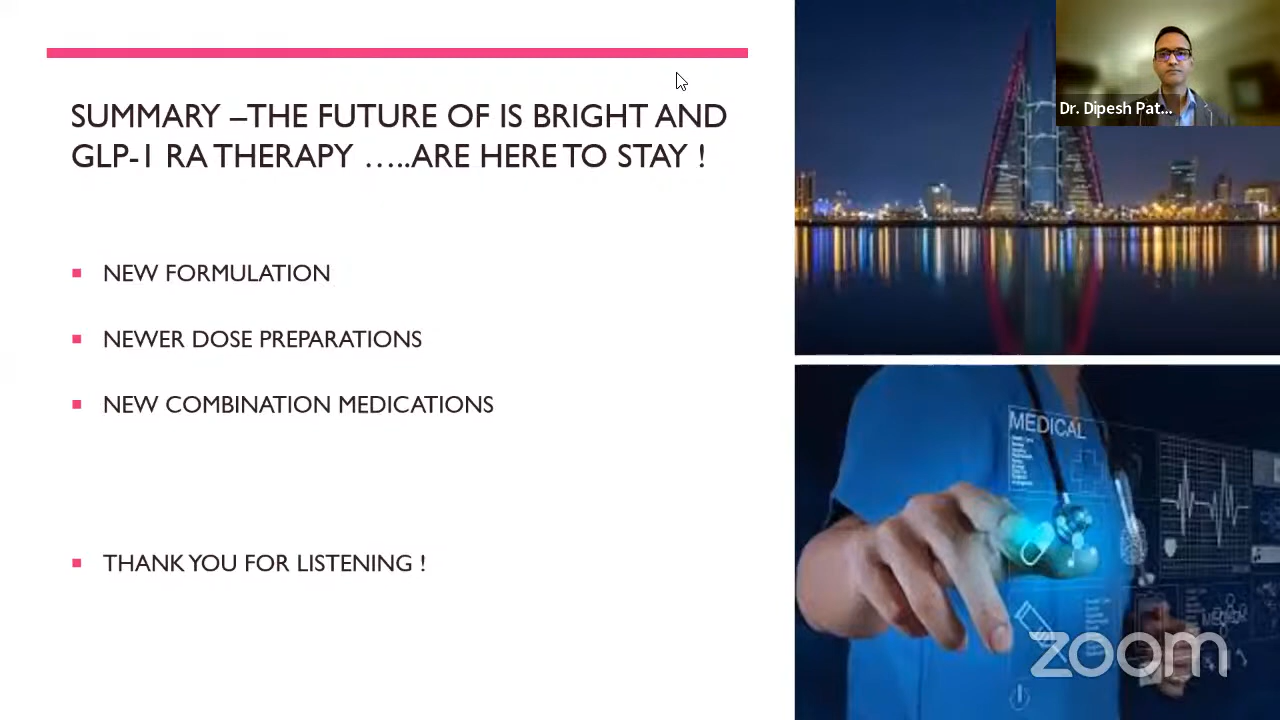 SUMMARY –THE FUTURE OF IS BRIGHT AND
GLP-1 RA THERAPY …..ARE HERE TO STAY !
NEW FORMULATION
NEWER DOSE PREPARATIONS
NEW COMBINATION MEDICATIONS
THANK YOU FOR LISTENING !
Dr. Dipesh Pat...
MEDICAL
zoom